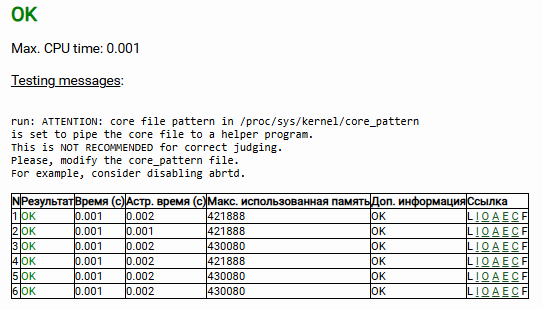 OK
Max. CPU time: 0.001
Testing messages:
run: ATTENTION: core file pattern in /proc/sys/kernel/core_pattern
is set to pipe the core file to a helper program.
This is NOT RECOMMENDED for correct judging.
Please, modify the core_pattern file.
For example, consider disabling abrtd.
N Результат Время (с) Астр. время (с) Макс. использованная память Доп. информация Ссылка
1 OK 0.001 0.002 421888 OK L I O A E C F
2 OK 0.001 0.001 421888 OK L I O A E C F
3 OK 0.001 0.002 430080 OK L I O A E C F
4 OK 0.001 0.002 421888 OK L I O A E C F
5 OK 0.001 0.002 430080 OK L I O A E C F
6 OK 0.001 0.002 430080 OK L I O A E C F